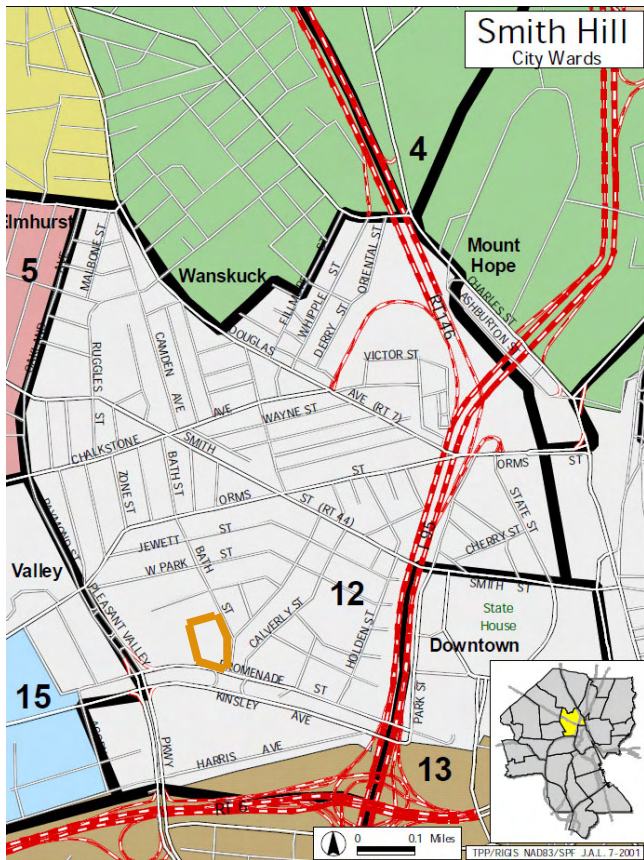 Smith Hill
City Wards
4
Elmhurst
5
MALBONE ST
Wanskuck
Mount
Hope
WHIPPLE ST
ORIENTAL ST
DERRY ST
CHARLES ST
ASHBURTON ST
RT 146
DOUGLAS
AVE (RT 7)
VICTOR ST
RUGGLES
ST
CAMDEN
AVE
AVE
WAYNE ST
CHALKSTONE
SMITH
ST (RT 44)
ZONE ST
BATH ST
ORMS
ST
ORMS
ST
STATE ST
CHERRY ST
I 95
RAYMOND ST
JEWETT
ST
W PARK
ST
BATH
ST
Valley
PLEASANT VALLEY
PKWY
12
CALVERLY ST
HOLDEN ST
SMITH
ST
State
House
Downtown
15
PROMENADE
ST
KINSLEY
AVE
PARK ST
HARRIS
AVE
13
RT 6
0
0.1 Miles
TPP/RIGIS NAD83/SPF J.A.L. 7-2001